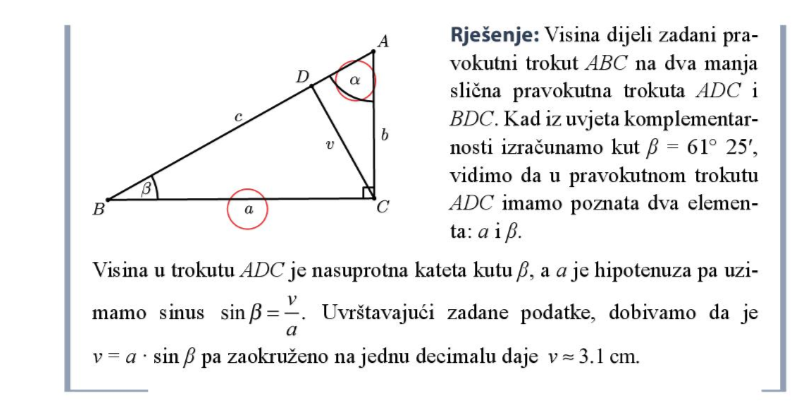 A
D
α
c
v
b
β
B
a
C
Rješenje: Visina dijeli zadani pra-
vokutni trokut ABC na dva manja
slična pravokutna trokuta ADC i
BDC. Kad iz uvjeta komplementar-
nosti izračunamo kut β = 61° 25′,
vidimo da u pravokutnom trokutu
ADC imamo poznata dva elemen-
ta: a i β.
Visina u trokutu ADC je nasuprotna kateta kutu β, a a je hipotenuza pa uzi-
mamo sinus sin β = v/a. Uvrštavajući zadane podatke, dobivamo da je
v = a · sin β pa zaokruženo na jednu decimalu daje v ≈ 3.1 cm.